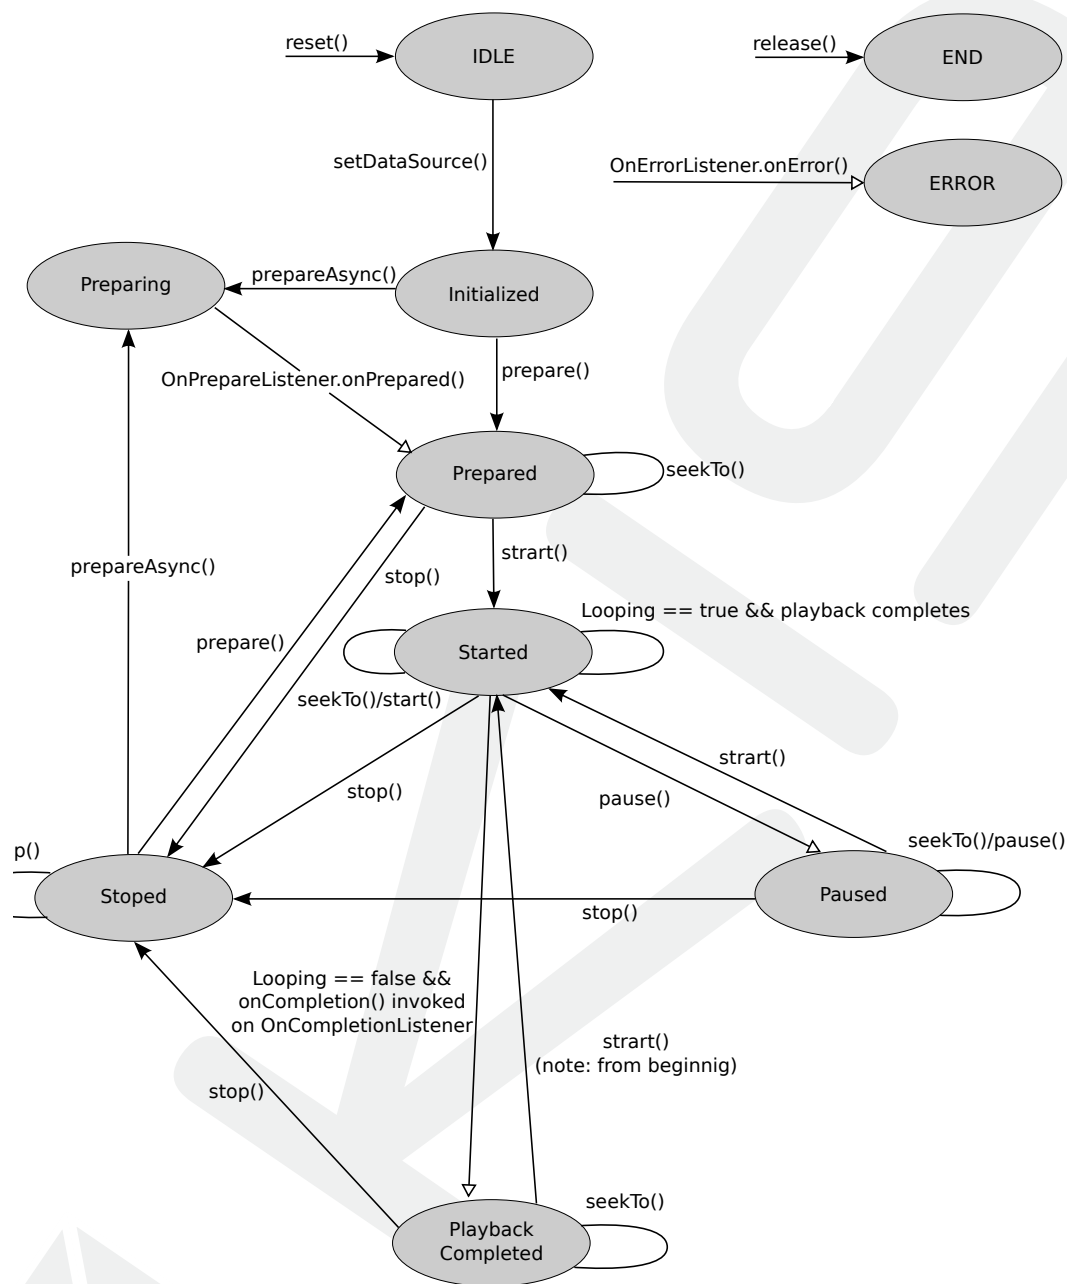 reset()
IDLE
release()
END
setDataSource()
OnErrorListener.onError()
ERROR
Preparing
prepareAsync()
Initialized
OnPrepareListener.onPrepared()
prepare()
Prepared
seekTo()
strart()
prepareAsync()
stop()
Looping == true && playback completes
prepare()
Started
seekTo()/start()
stop()
pause()
strart()
p()
seekTo()/pause()
Stoped
Paused
stop()
Looping == false &&
onCompletion() invoked
on OnCompletionListener
strart()
(note: from beginnig)
stop()
seekTo()
Playback
Completed